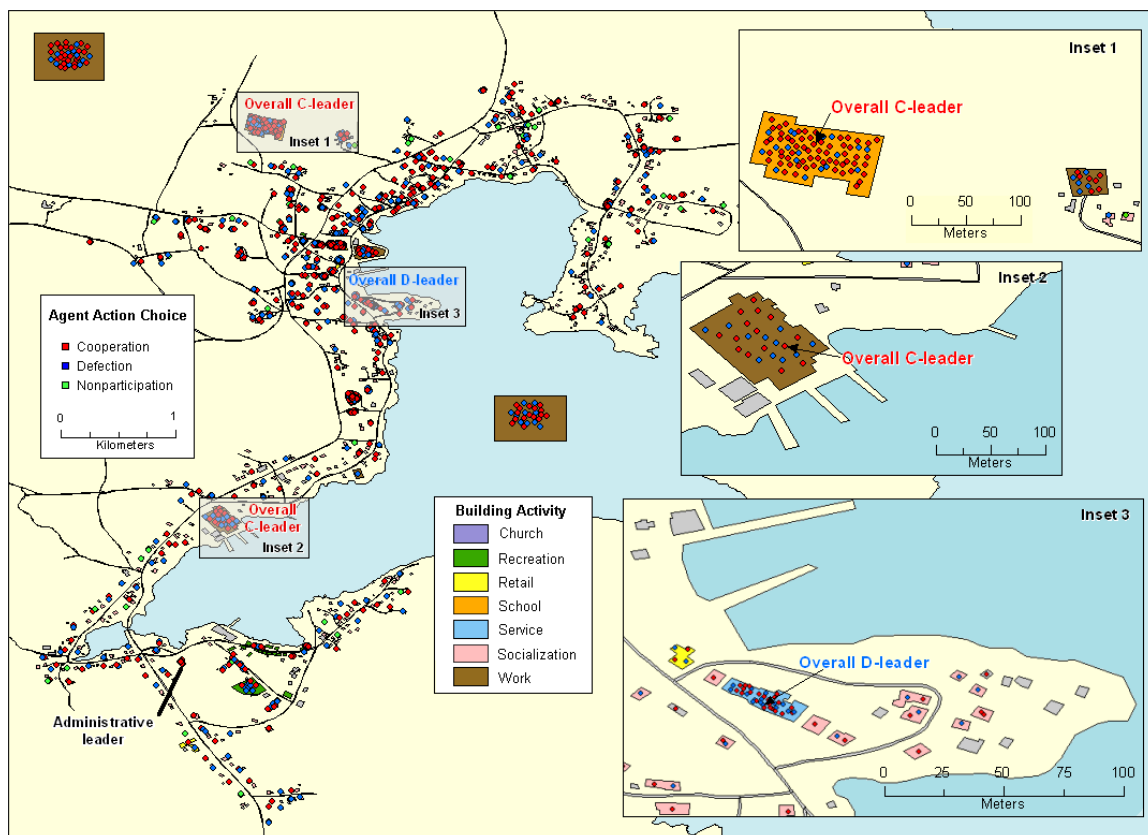 Overall C-leader
Inset 1
Overall D-leader
Inset 3
Agent Action Choice
Cooperation
Defection
Nonparticipation
0
1
Kilometers
Overall
C-leader
Inset 2
Administrative
leader
Building Activity
Church
Recreation
Retail
School
Service
Socialization
Work
Inset 1
Overall C-leader
0
50
100
Meters
Inset 2
Overall C-leader
0
50
100
Meters
Inset 3
Overall D-leader
0
25
50
75
100
Meters